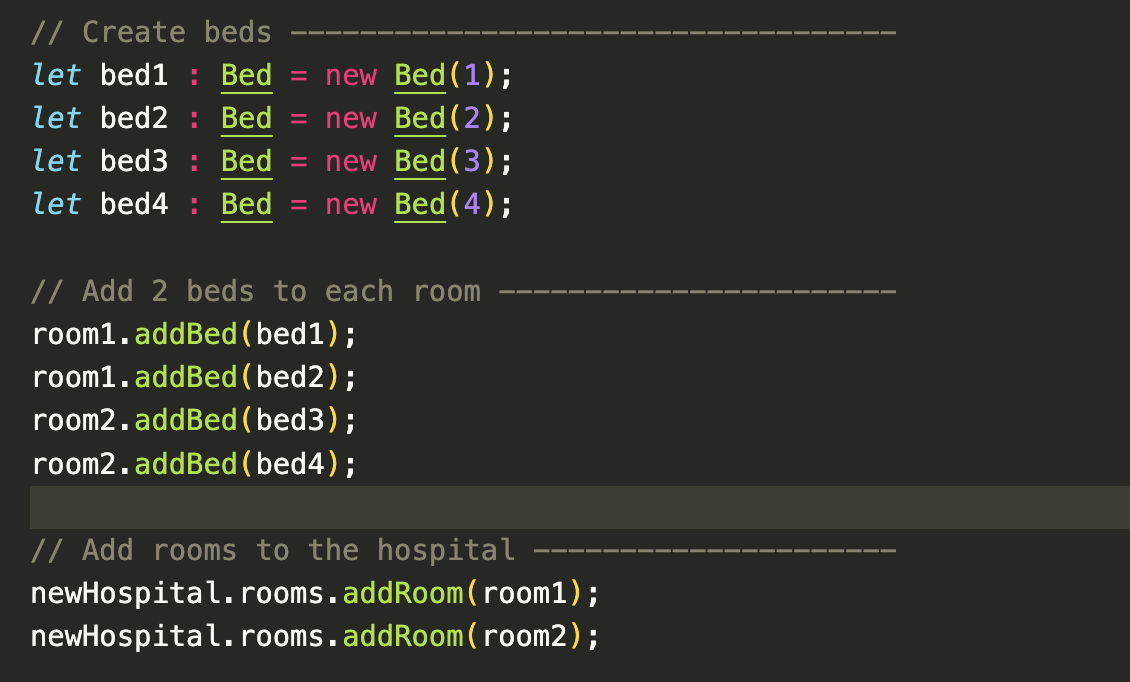 // Create beds -----------------------------------
let bed1 : Bed = new Bed(1);
let bed2 : Bed = new Bed(2);
let bed3 : Bed = new Bed(3);
let bed4 : Bed = new Bed(4);
// Add 2 beds to each room -----------------------
room1.addBed(bed1);
room1.addBed(bed2);
room2.addBed(bed3);
room2.addBed(bed4);
// Add rooms to the hospital ---------------------
newHospital.rooms.addRoom(room1);
newHospital.rooms.addRoom(room2);